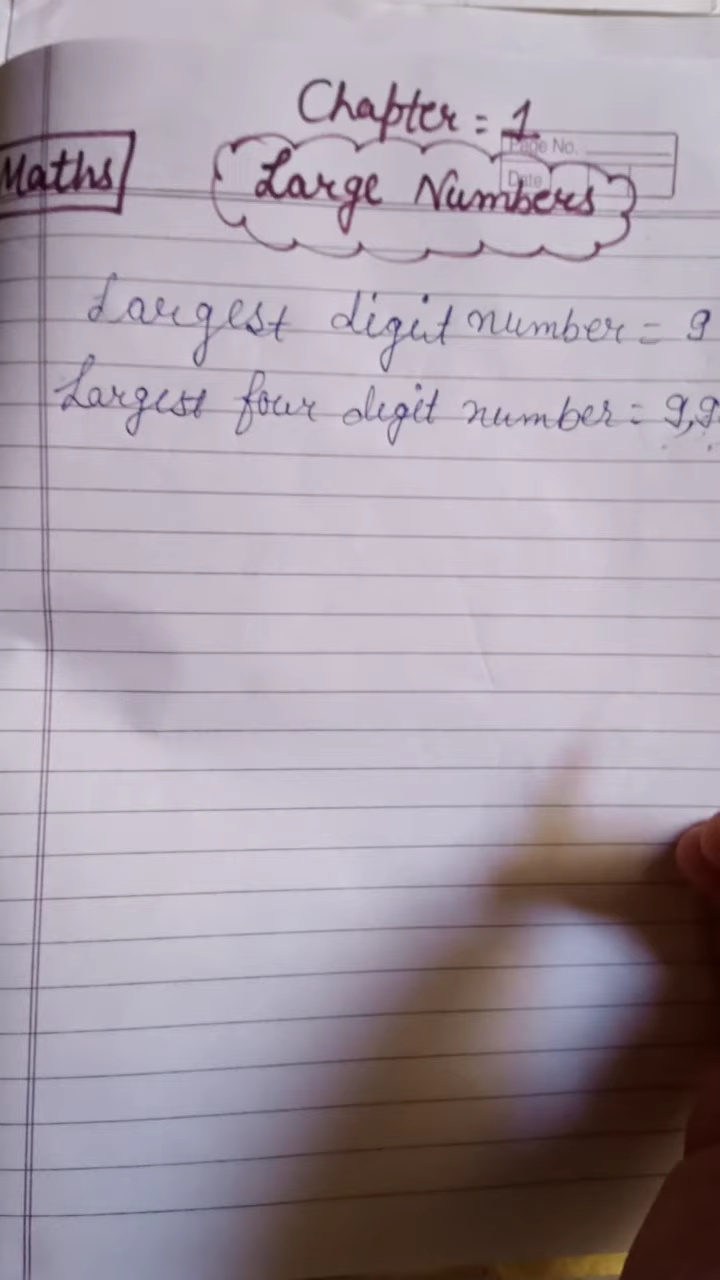 Chapter = 1
Page No.
Maths
Date
Large Numbers
Largest digit number = 9
Largest four digit number = 9,9